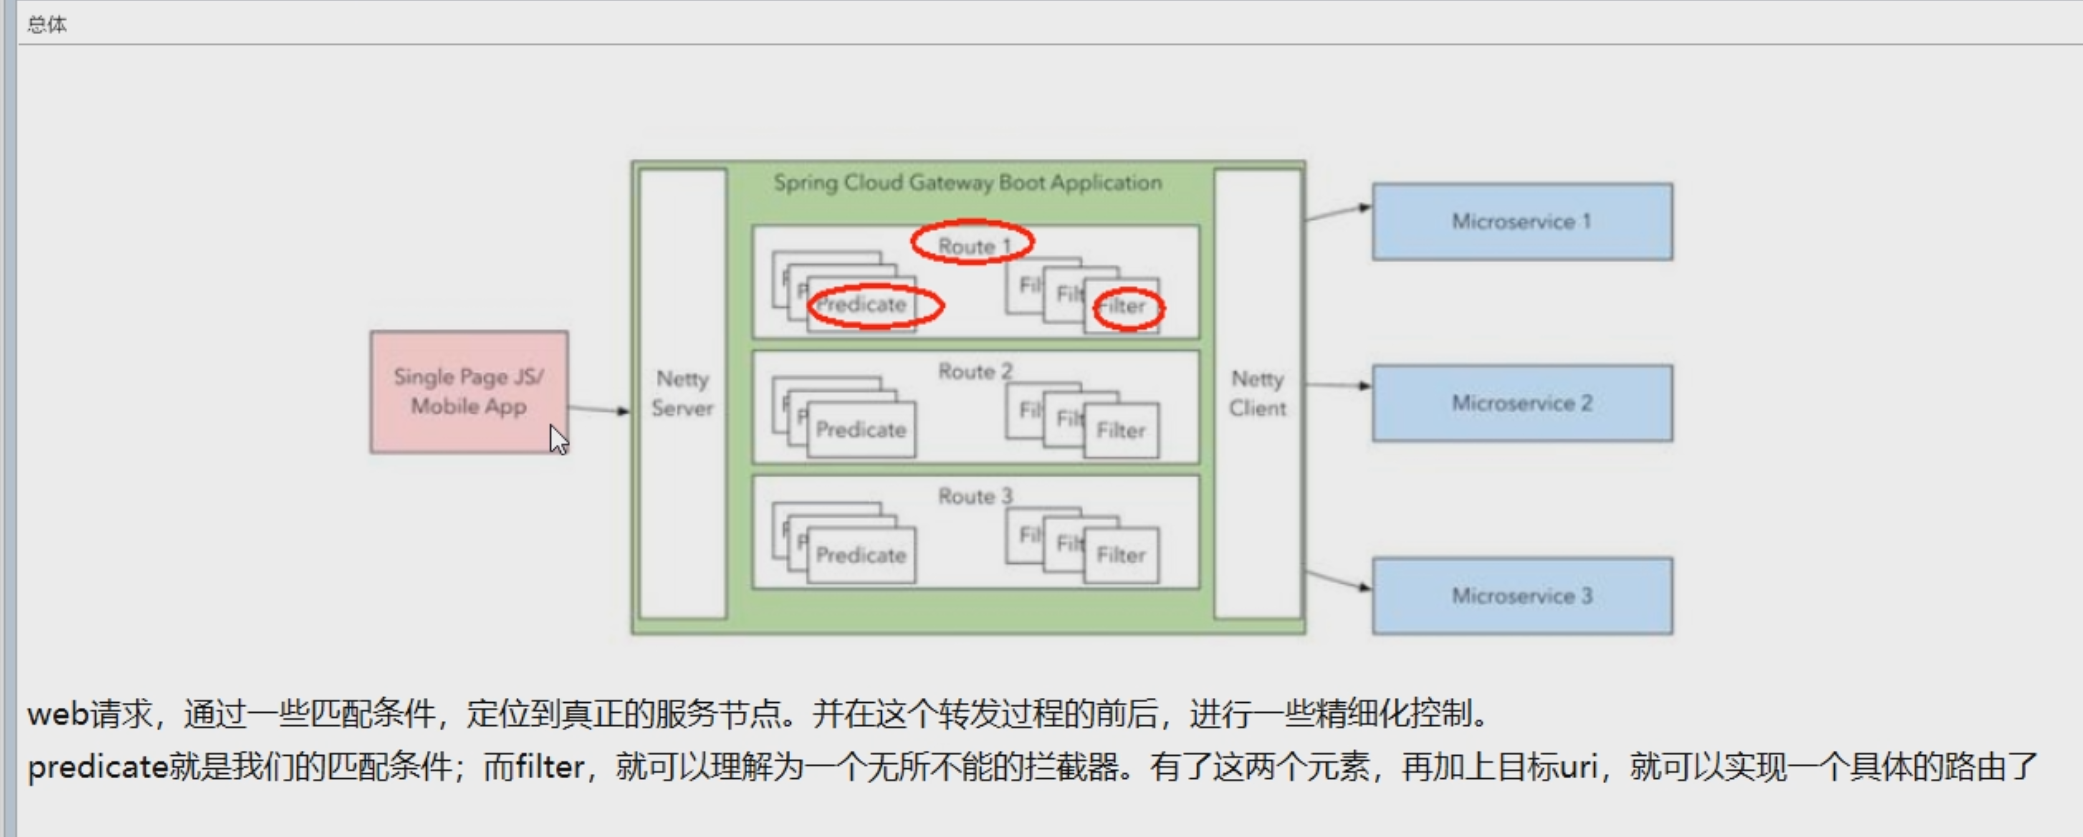 总体
Spring Cloud Gateway Boot Application
Route 1
Predicate
Fil
Filt
Filter
Single Page JS/
Mobile App
Netty
Server
Route 2
Predicate
Fil
Filt
Filter
Netty
Client
Route 3
Predicate
Fil
Filt
Filter
Microservice 1
Microservice 2
Microservice 3
web请求，通过一些匹配条件，定位到真正的服务节点。并在这个转发过程的前后，进行一些精细化控制。
predicate就是我们的匹配条件；而filter，就可以理解为一个无所不能的拦截器。有了这两个元素，再加上目标uri，就可以实现一个具体的路由了